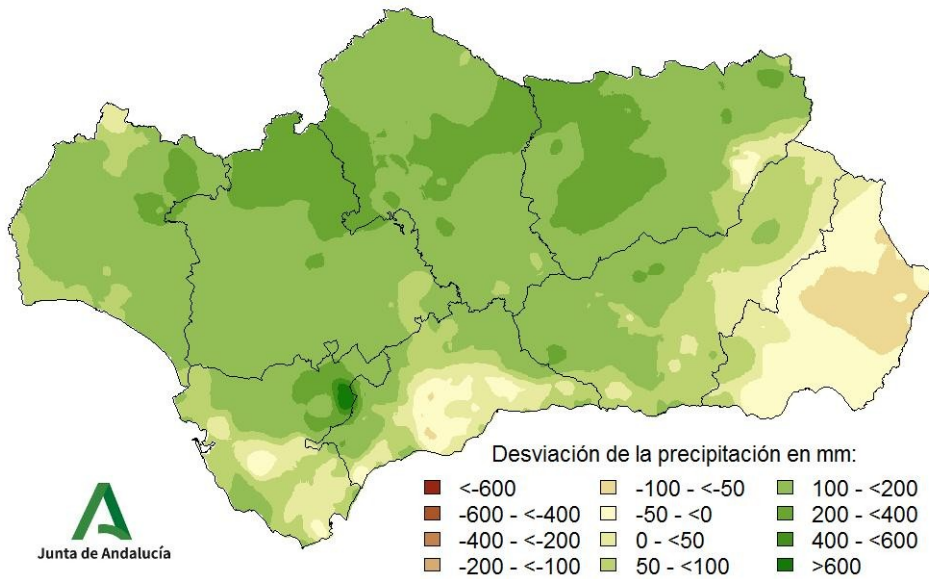 Desviación de la precipitación en mm:
<-600
-600 - <-400
-400 - <-200
-200 - <-100
-100 - <-50
-50 - <0
0 - <50
50 - <100
100 - <200
200 - <400
400 - <600
>600
Junta de Andalucía